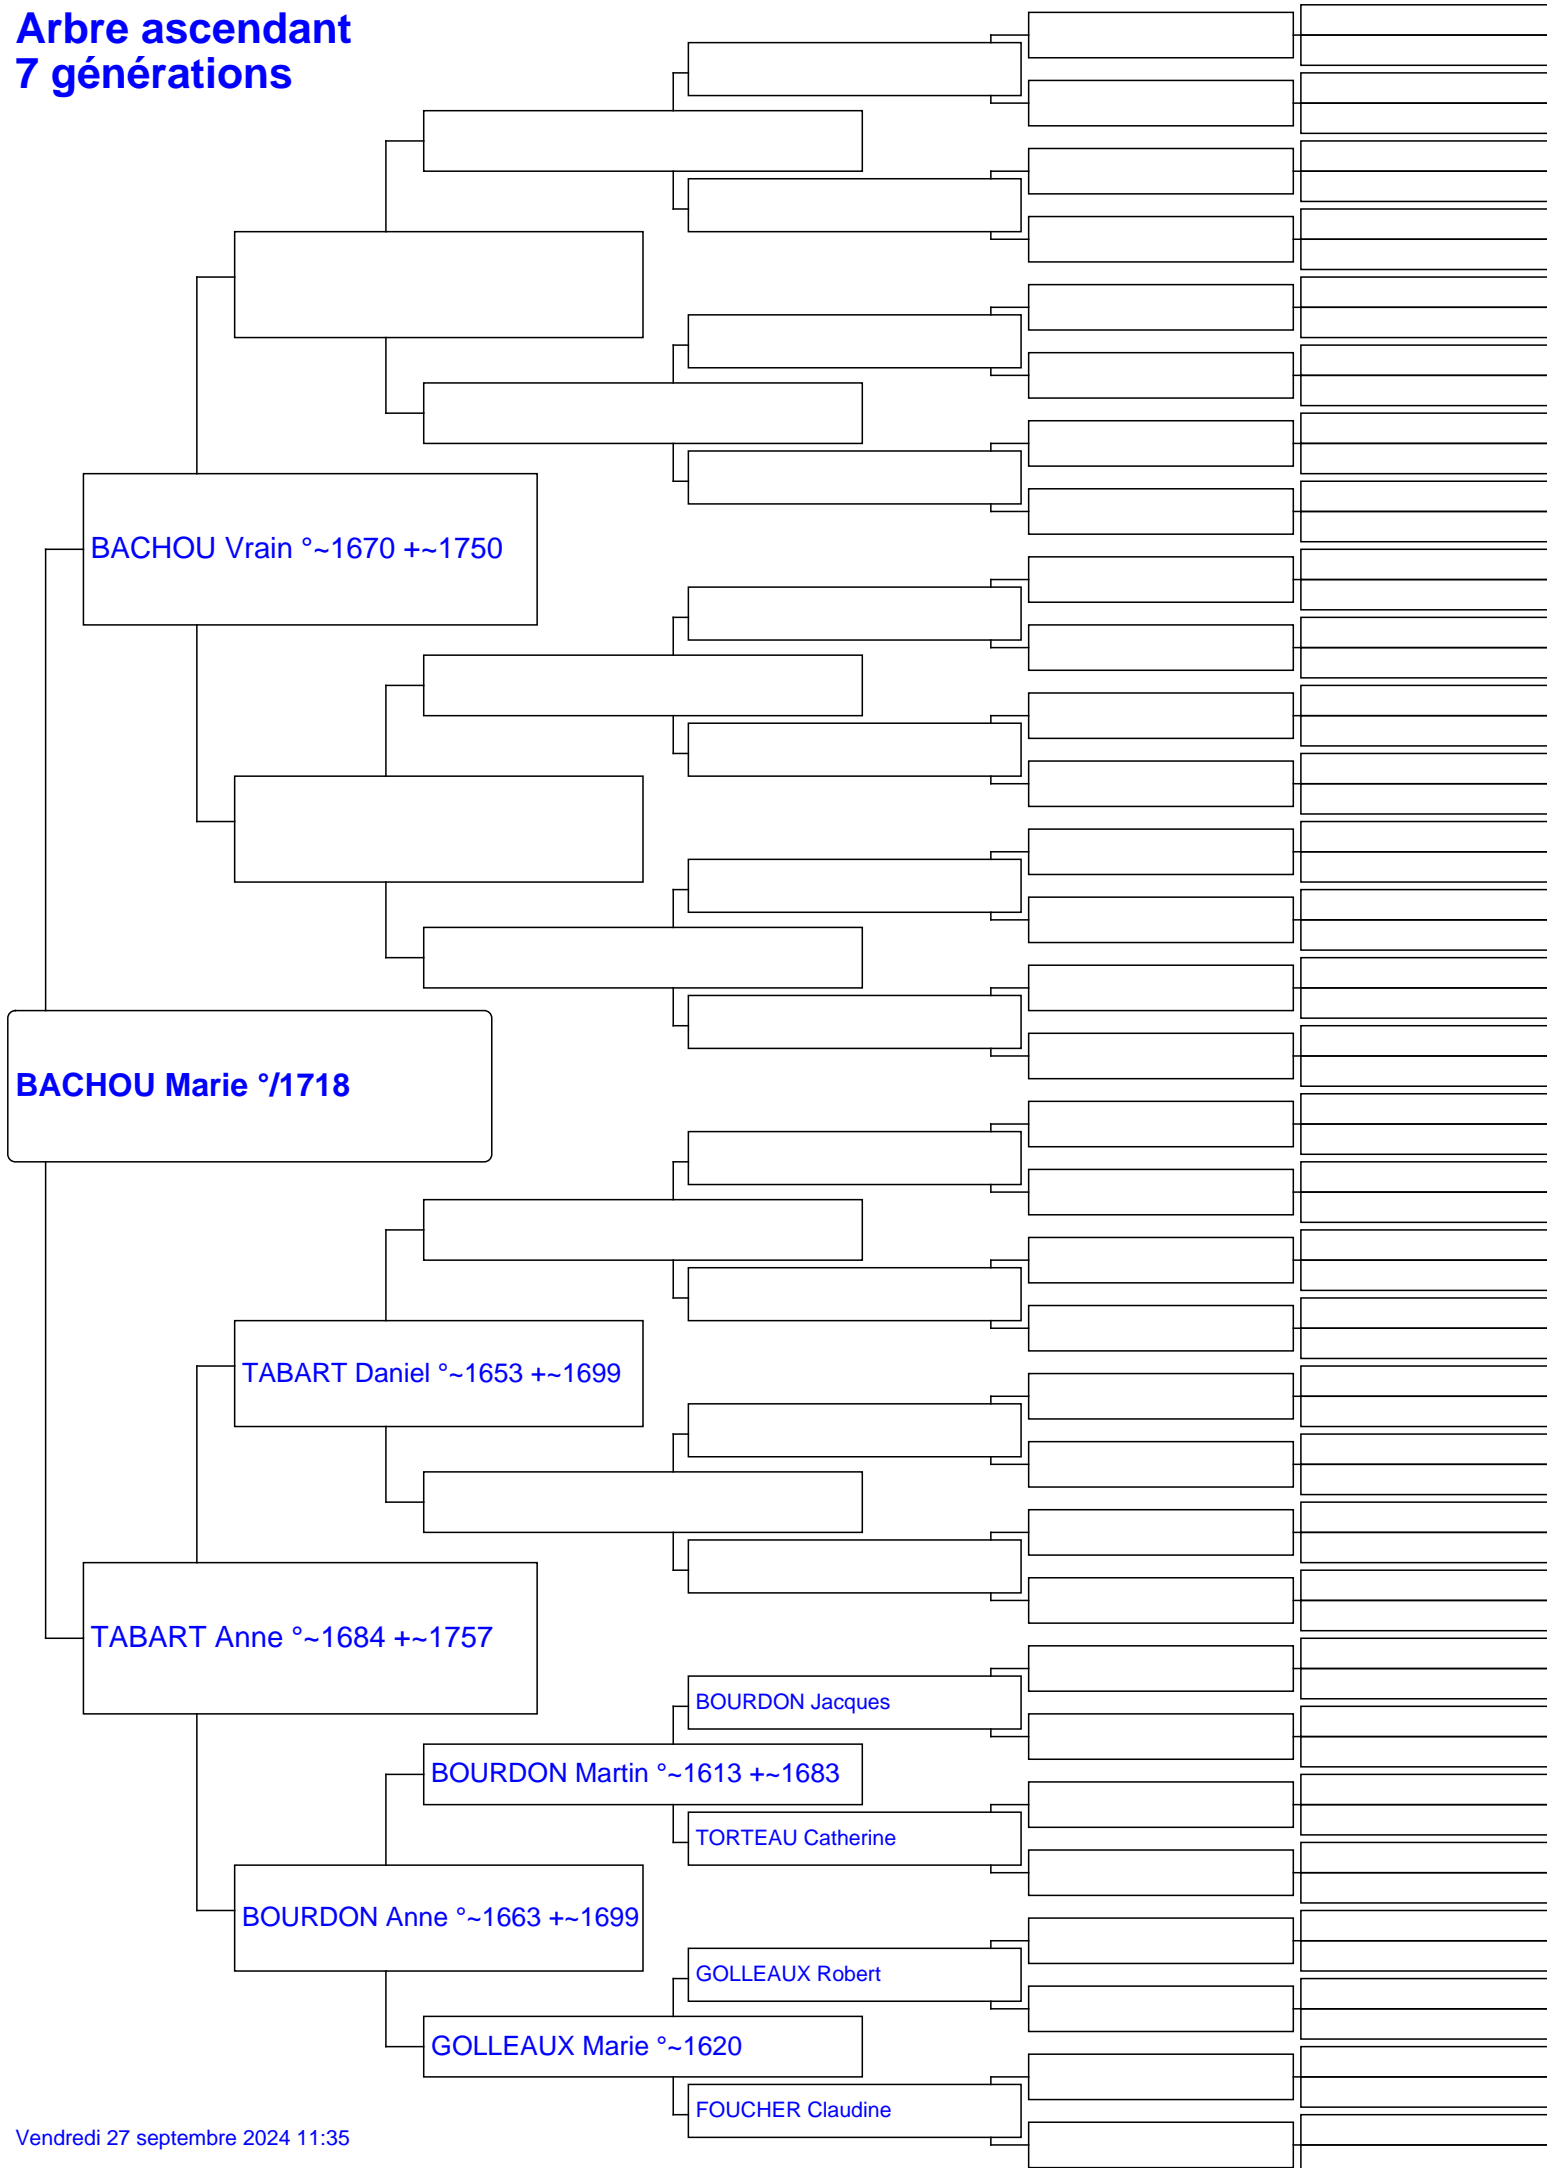 Arbre ascendant
7 générations
BACHOU Vrain °~1670 +~1750
BACHOU Marie °/1718
TABART Daniel °~1653 +~1699
TABART Anne °~1684 +~1757
BOURDON Jacques
BOURDON Martin °~1613 +~1683
TORTEAU Catherine
BOURDON Anne °~1663 +~1699
GOLLEAUX Robert
GOLLEAUX Marie °~1620
FOUCHER Claudine
Vendredi 27 septembre 2024 11:35